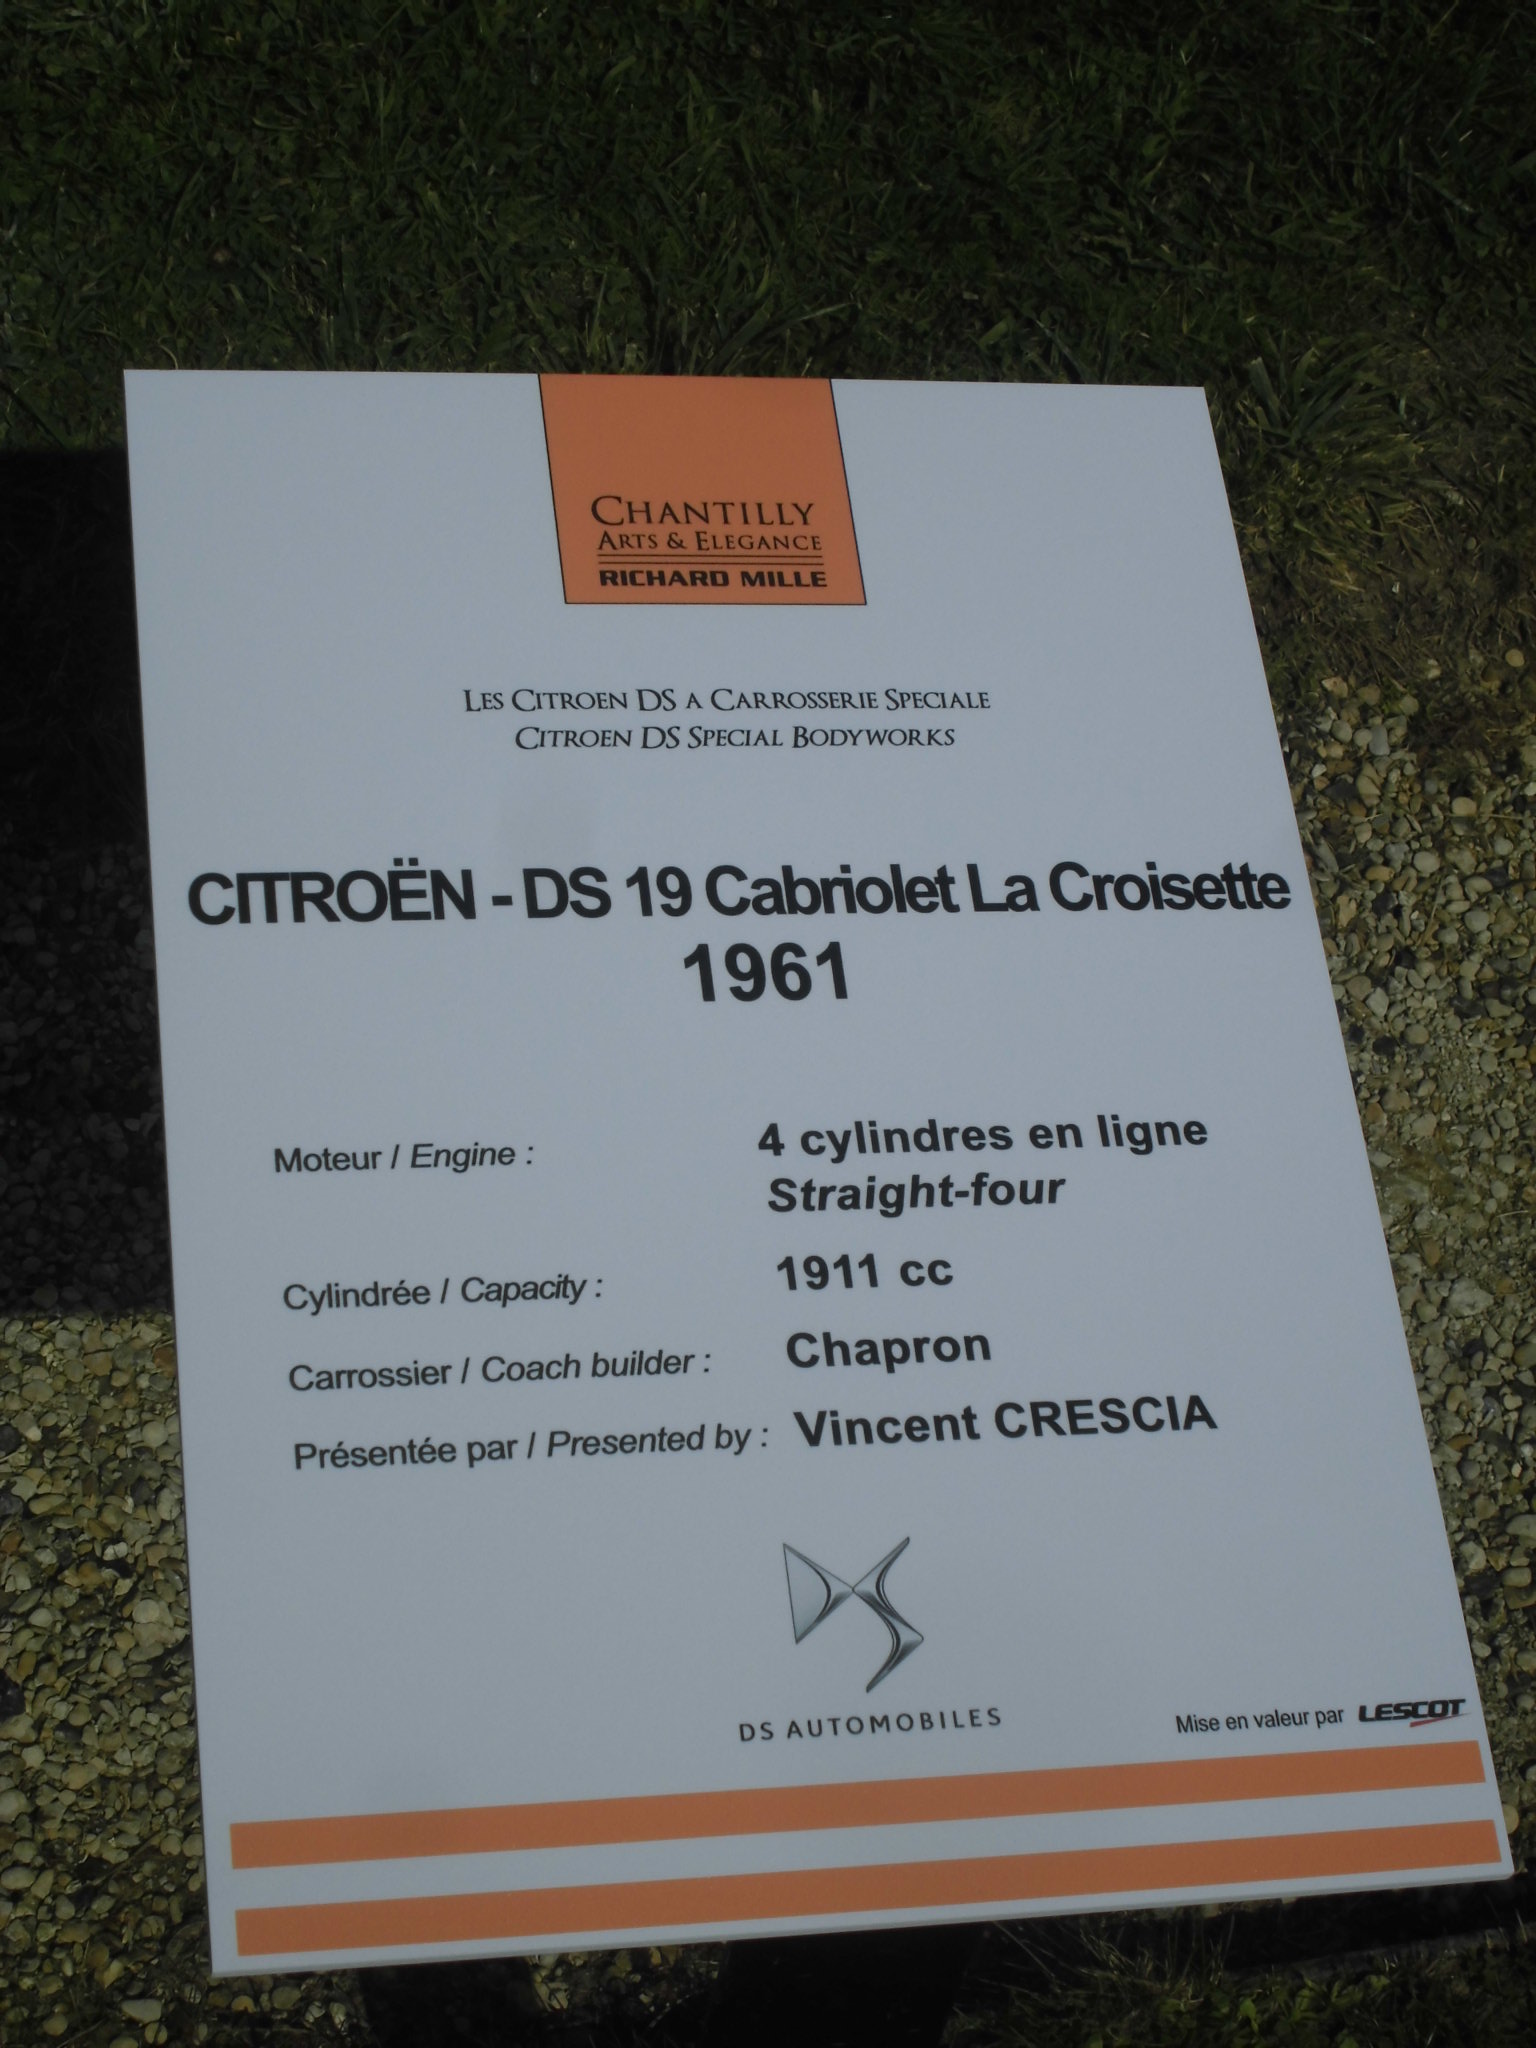 CHANTILLY
ARTS & ELEGANCE
RICHARD MILLE
LES CITROEN DS A CARROSSERIE SPECIALE
CITROEN DS SPECIAL BODYWORKS
CITROËN - DS 19 Cabriolet La Croisette
1961
Moteur / Engine : 4 cylindres en ligne
Straight-four
Cylindrée / Capacity : 1911 cc
Carrossier / Coach builder : Chapron
Présentée par / Presented by : Vincent CRESCIA
DS AUTOMOBILES
Mise en valeur par LESCOT